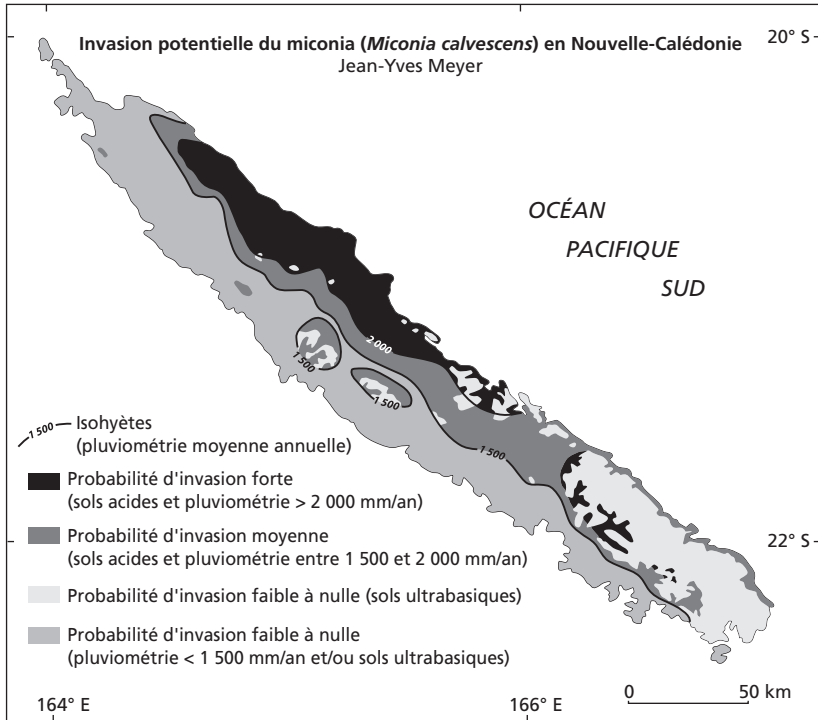 Invasion potentielle du miconia (Miconia calvescens) en Nouvelle-Calédonie
Jean-Yves Meyer
20° S
OCÉAN
PACIFIQUE
SUD
2 000
1 500
1 500
1 500
1 500
Isohyètes
(pluviométrie moyenne annuelle)
Probabilité d'invasion forte
(sols acides et pluviométrie > 2 000 mm/an)
Probabilité d'invasion moyenne
(sols acides et pluviométrie entre 1 500 et 2 000 mm/an)
Probabilité d'invasion faible à nulle (sols ultrabasiques)
Probabilité d'invasion faible à nulle
(pluviométrie < 1 500 mm/an et/ou sols ultrabasiques)
22° S
164° E
166° E
0
50 km